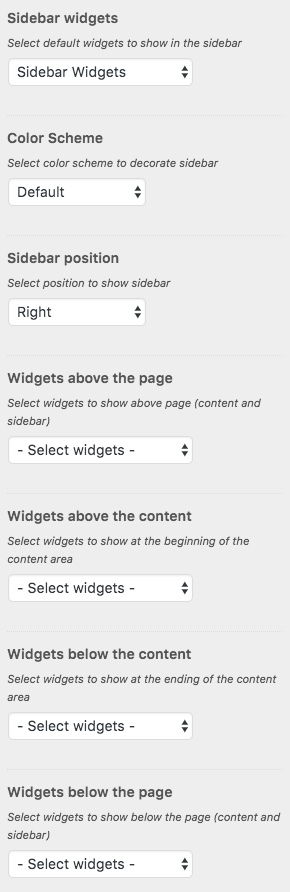 Sidebar widgets
Select default widgets to show in the sidebar
Sidebar Widgets
Color Scheme
Select color scheme to decorate sidebar
Default
Sidebar position
Select position to show sidebar
Right
Widgets above the page
Select widgets to show above page (content and
sidebar)
- Select widgets -
Widgets above the content
Select widgets to show at the beginning of the
content area
- Select widgets -
Widgets below the content
Select widgets to show at the ending of the content
area
- Select widgets -
Widgets below the page
Select widgets to show below the page (content and
sidebar)
- Select widgets -